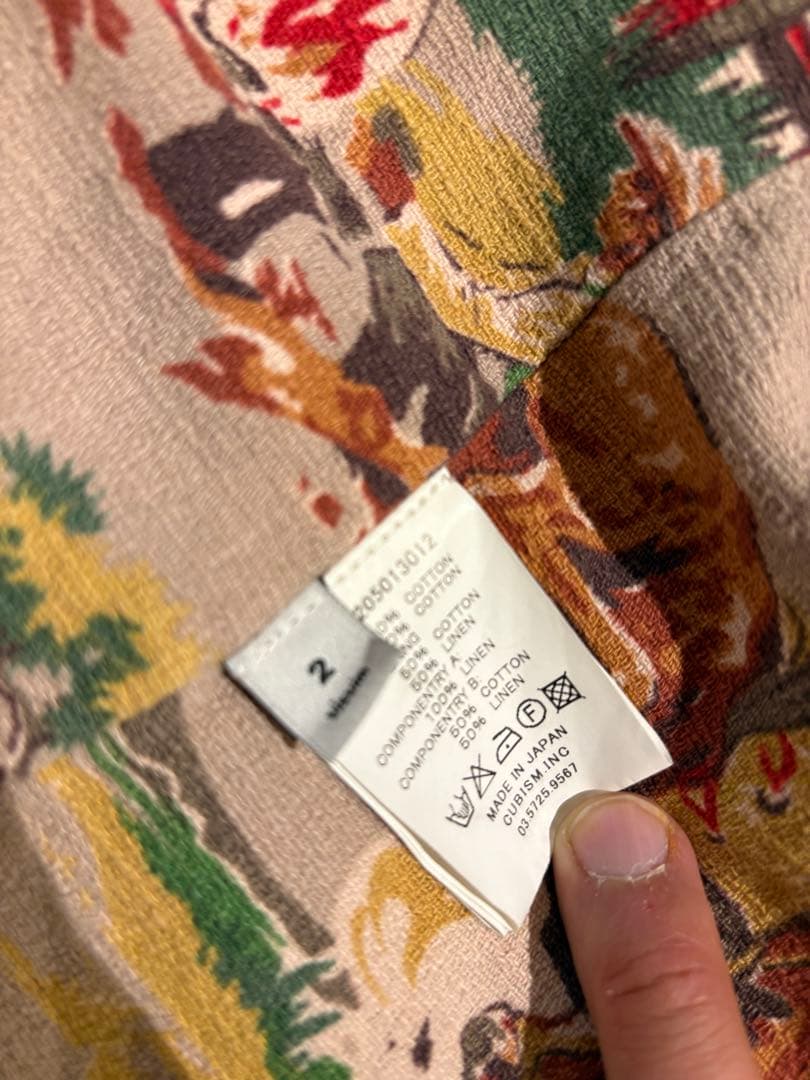 2
205013012
COTTON
COTTON
50% COTTON
50% LINEN
COMPONENTRY A:
100% LINEN
COMPONENTRY B:
50% COTTON
50% LINEN
F
MADE IN JAPAN
CUBISM.INC
03.5725.9567